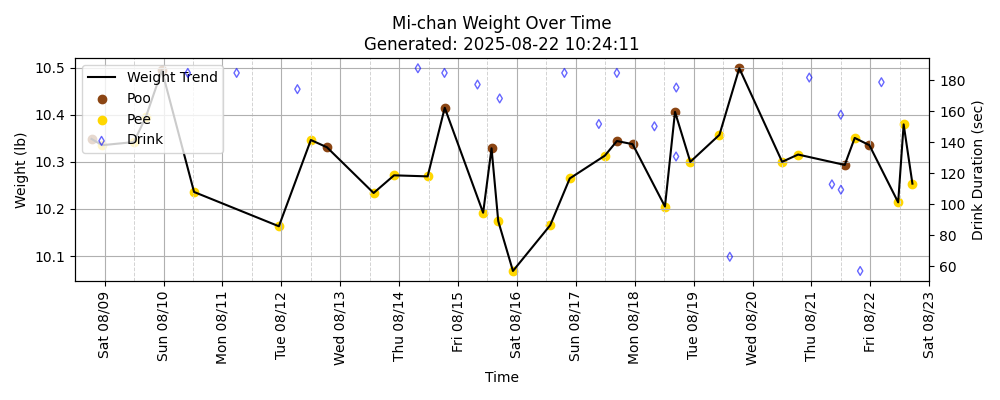 Mi-chan Weight Over Time
Generated: 2025-08-22 10:24:11
Weight (lb)
10.5
10.4
10.3
10.2
10.1
Weight Trend
Poo
Pee
Drink
180
160
140
120
100
80
60
Drink Duration (sec)
Sat 08/09
Sun 08/10
Mon 08/11
Tue 08/12
Wed 08/13
Thu 08/14
Fri 08/15
Sat 08/16
Sun 08/17
Mon 08/18
Tue 08/19
Wed 08/20
Thu 08/21
Fri 08/22
Sat 08/23
Time